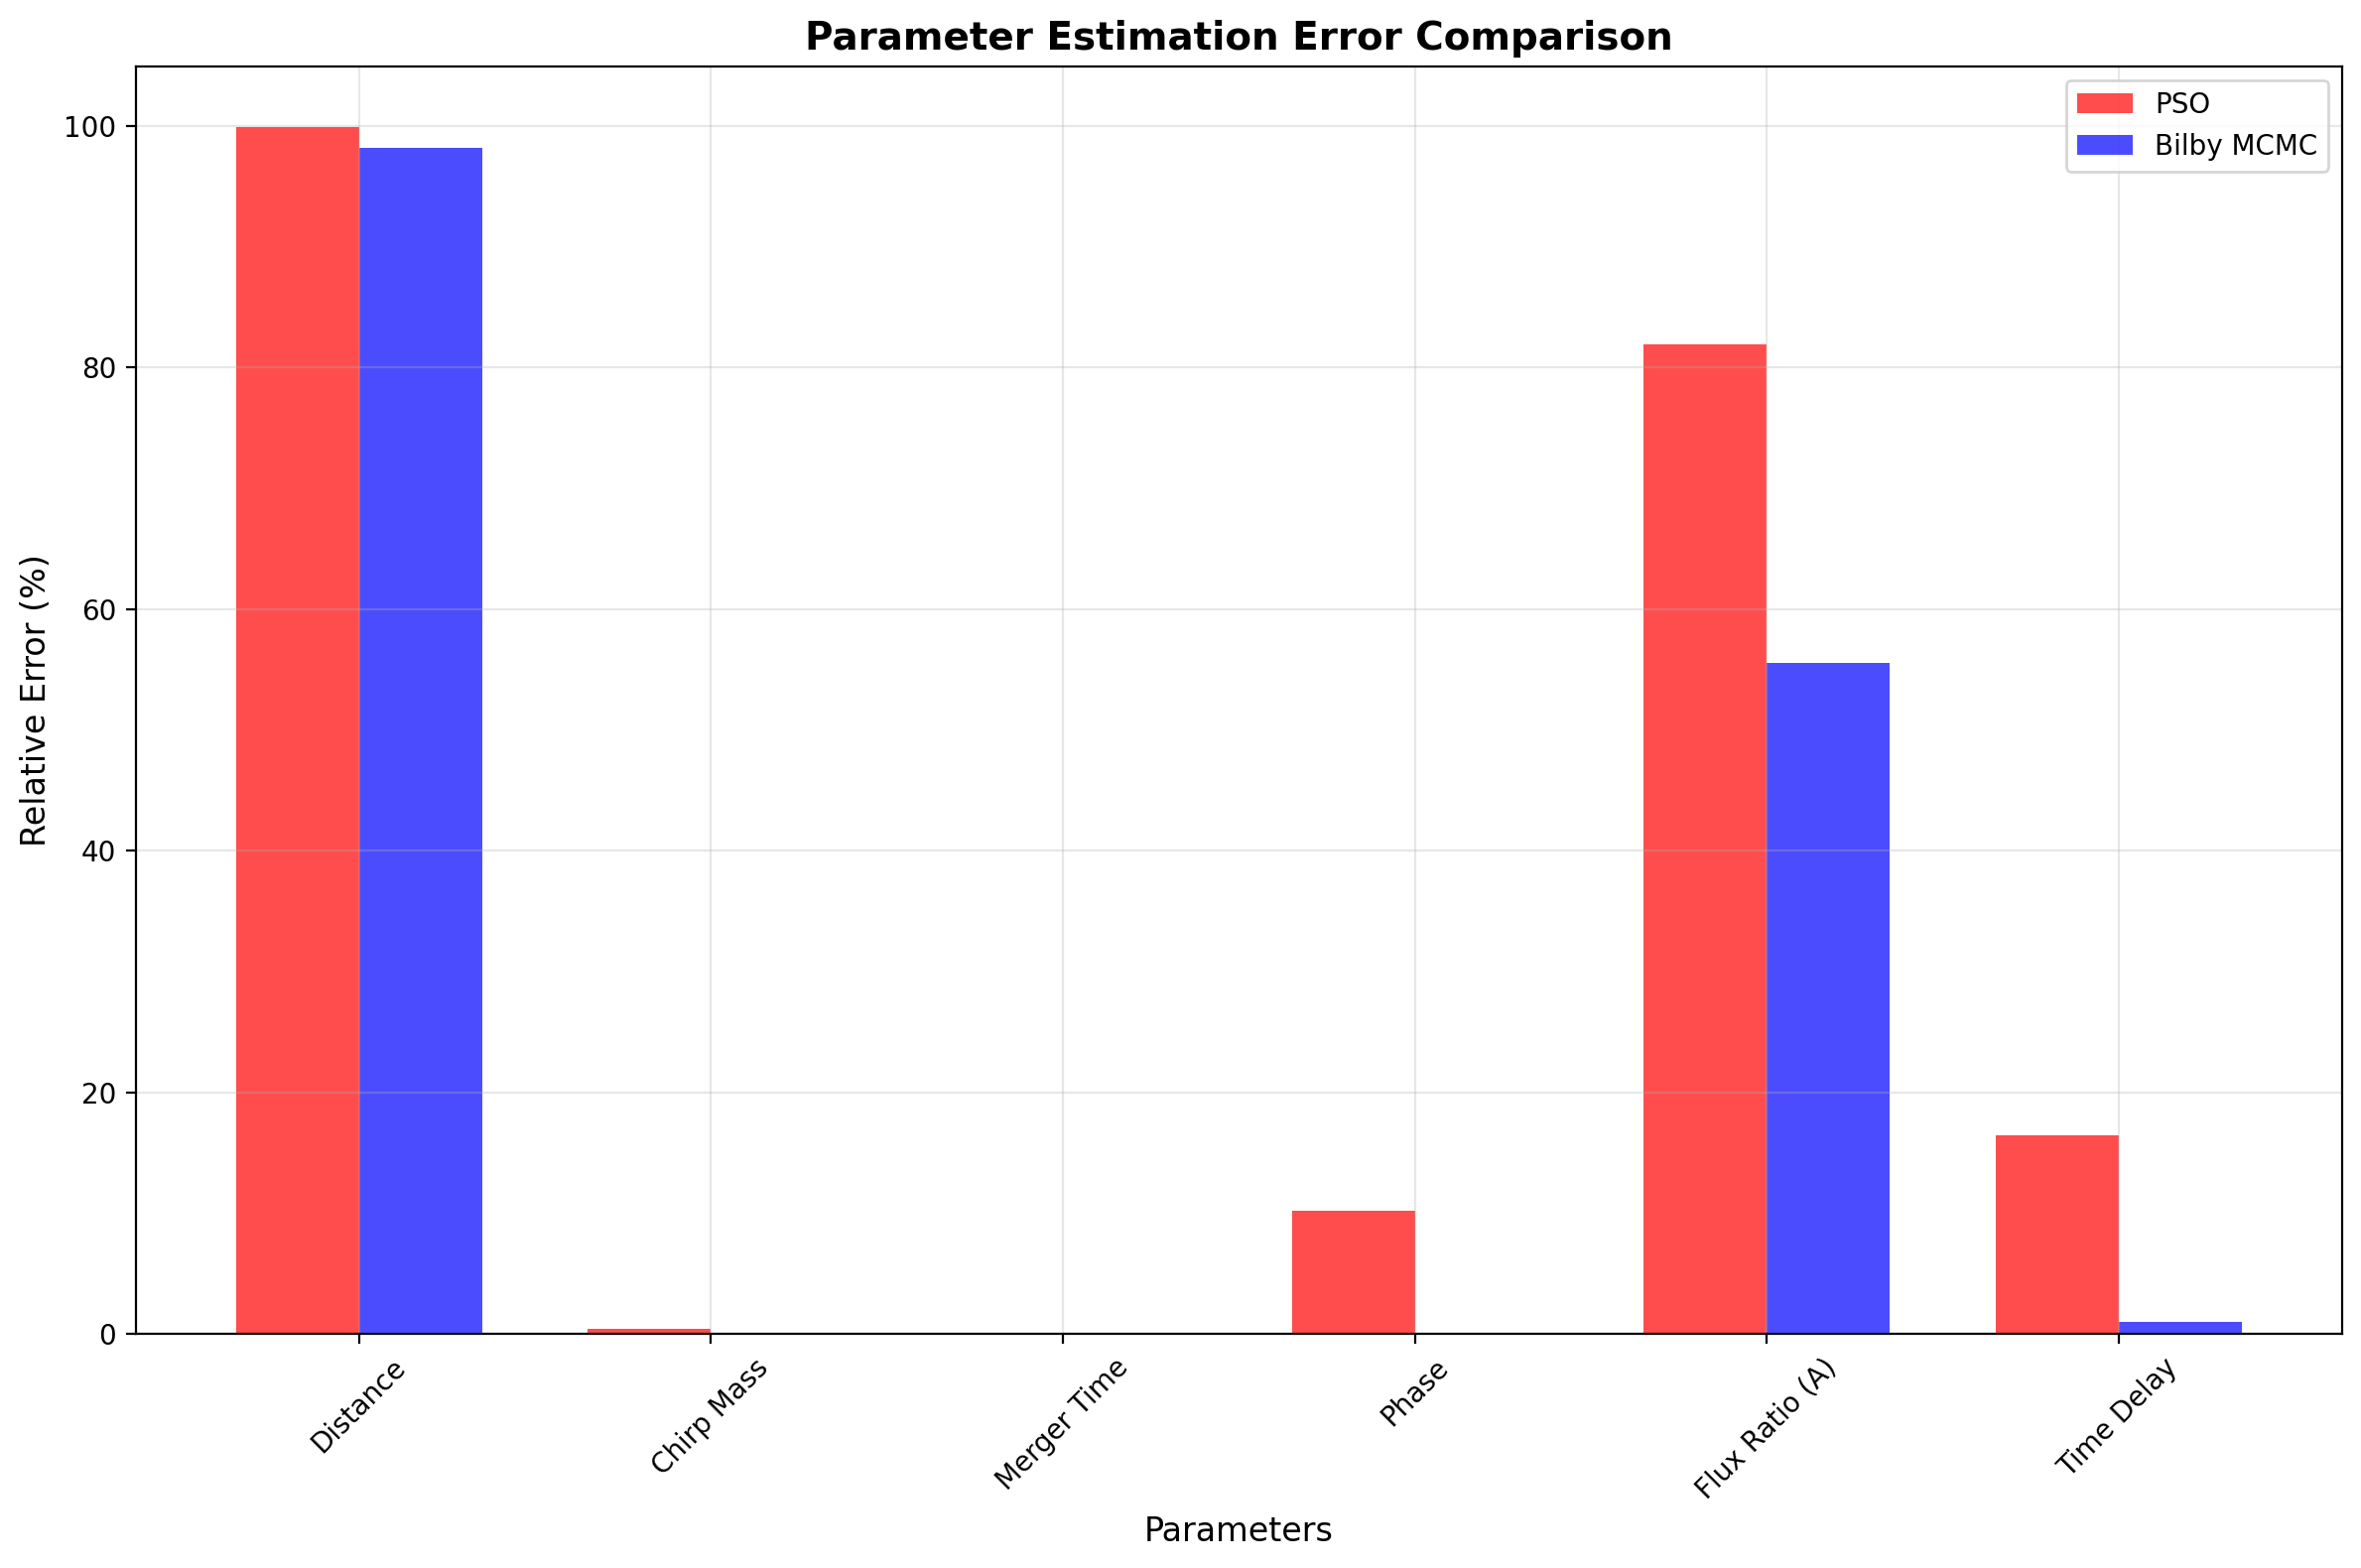 Parameter Estimation Error Comparison
PSO
Bilby MCMC
Relative Error (%)
100
80
60
40
20
0
Distance
Chirp Mass
Merger Time
Phase
Flux Ratio (A)
Time Delay
Parameters